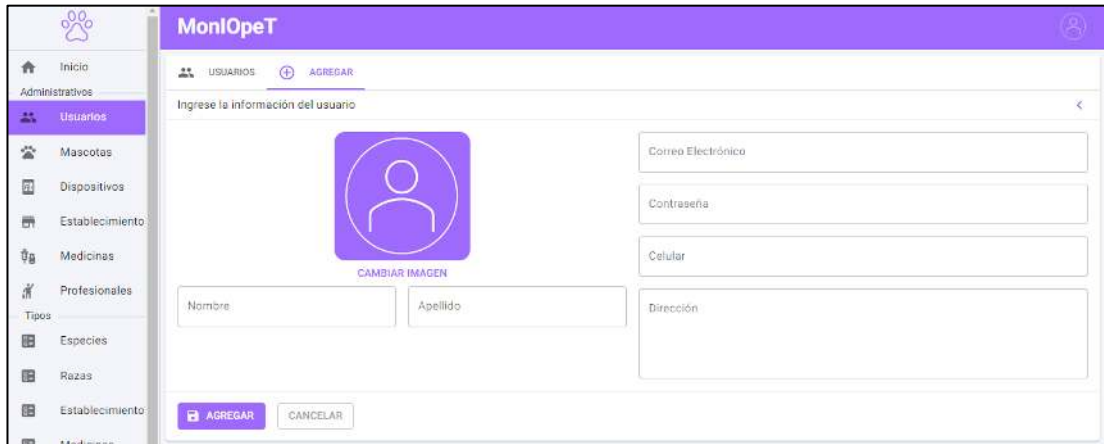 MonIOpeT
Inicio
Administrativos
Usuarios
Mascotas
Dispositivos
Establecimiento
Medicinas
Profesionales
Tipos
Especies
Razas
Establecimiento
Medicinas
USUARIOS
AGREGAR
Ingrese la información del usuario
CAMBIAR IMAGEN
Nombre
Apellido
Correo Electrónico
Contraseña
Celular
Dirección
AGREGAR
CANCELAR